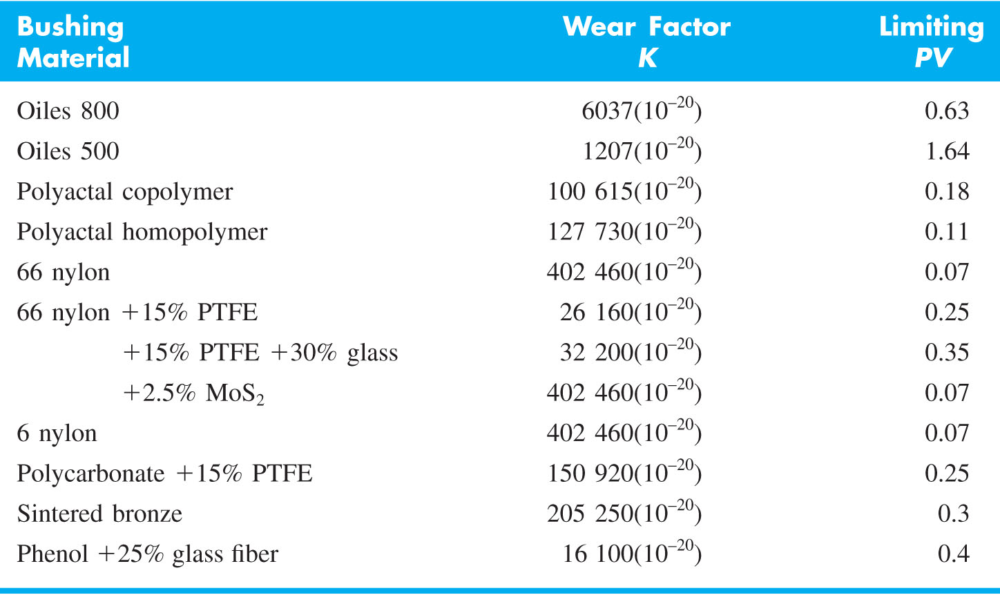 Bushing Material Wear Factor K Limiting PV
Oiles 800 6037(10⁻²⁰) 0.63
Oiles 500 1207(10⁻²⁰) 1.64
Polyactal copolymer 100 615(10⁻²⁰) 0.18
Polyactal homopolymer 127 730(10⁻²⁰) 0.11
66 nylon 402 460(10⁻²⁰) 0.07
66 nylon +15% PTFE 26 160(10⁻²⁰) 0.25
+15% PTFE +30% glass 32 200(10⁻²⁰) 0.35
+2.5% MoS₂ 402 460(10⁻²⁰) 0.07
6 nylon 402 460(10⁻²⁰) 0.07
Polycarbonate +15% PTFE 150 920(10⁻²⁰) 0.25
Sintered bronze 205 250(10⁻²⁰) 0.3
Phenol +25% glass fiber 16 100(10⁻²⁰) 0.4